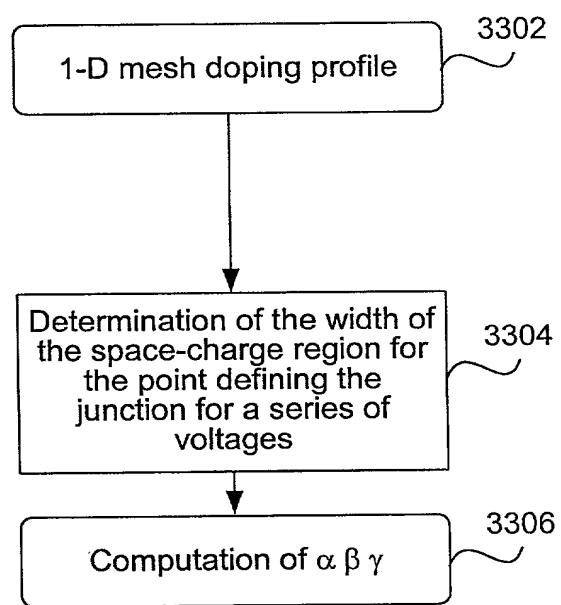 3302
1-D mesh doping profile
Determination of the width of
the space-charge region for
the point defining the
junction for a series of
voltages
3304
3306
Computation of α β γ